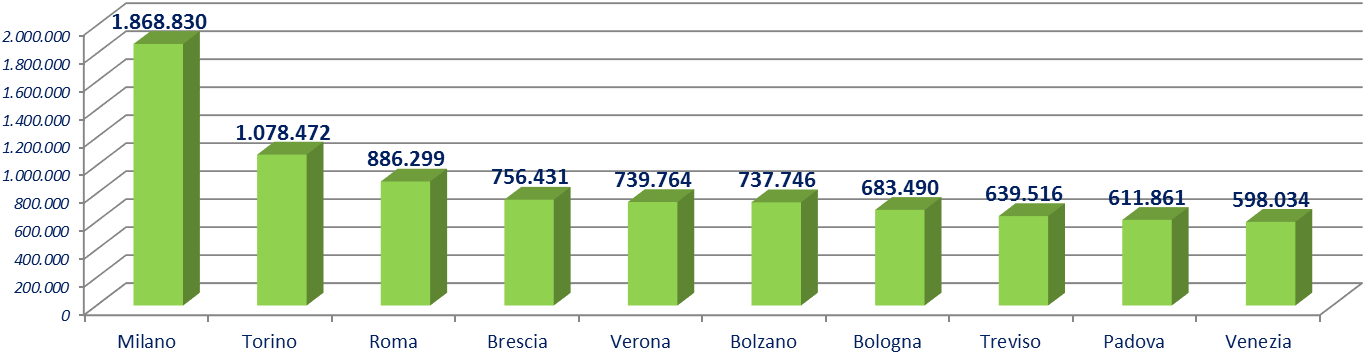 1.868.830
2.000.000
1.800.000
1.600.000
1.400.000
1.200.000
1.000.000
800.000
600.000
400.000
200.000
0
1.078.472
886.299
756.431
739.764
737.746
683.490
639.516
611.861
598.034
Milano
Torino
Roma
Brescia
Verona
Bolzano
Bologna
Treviso
Padova
Venezia